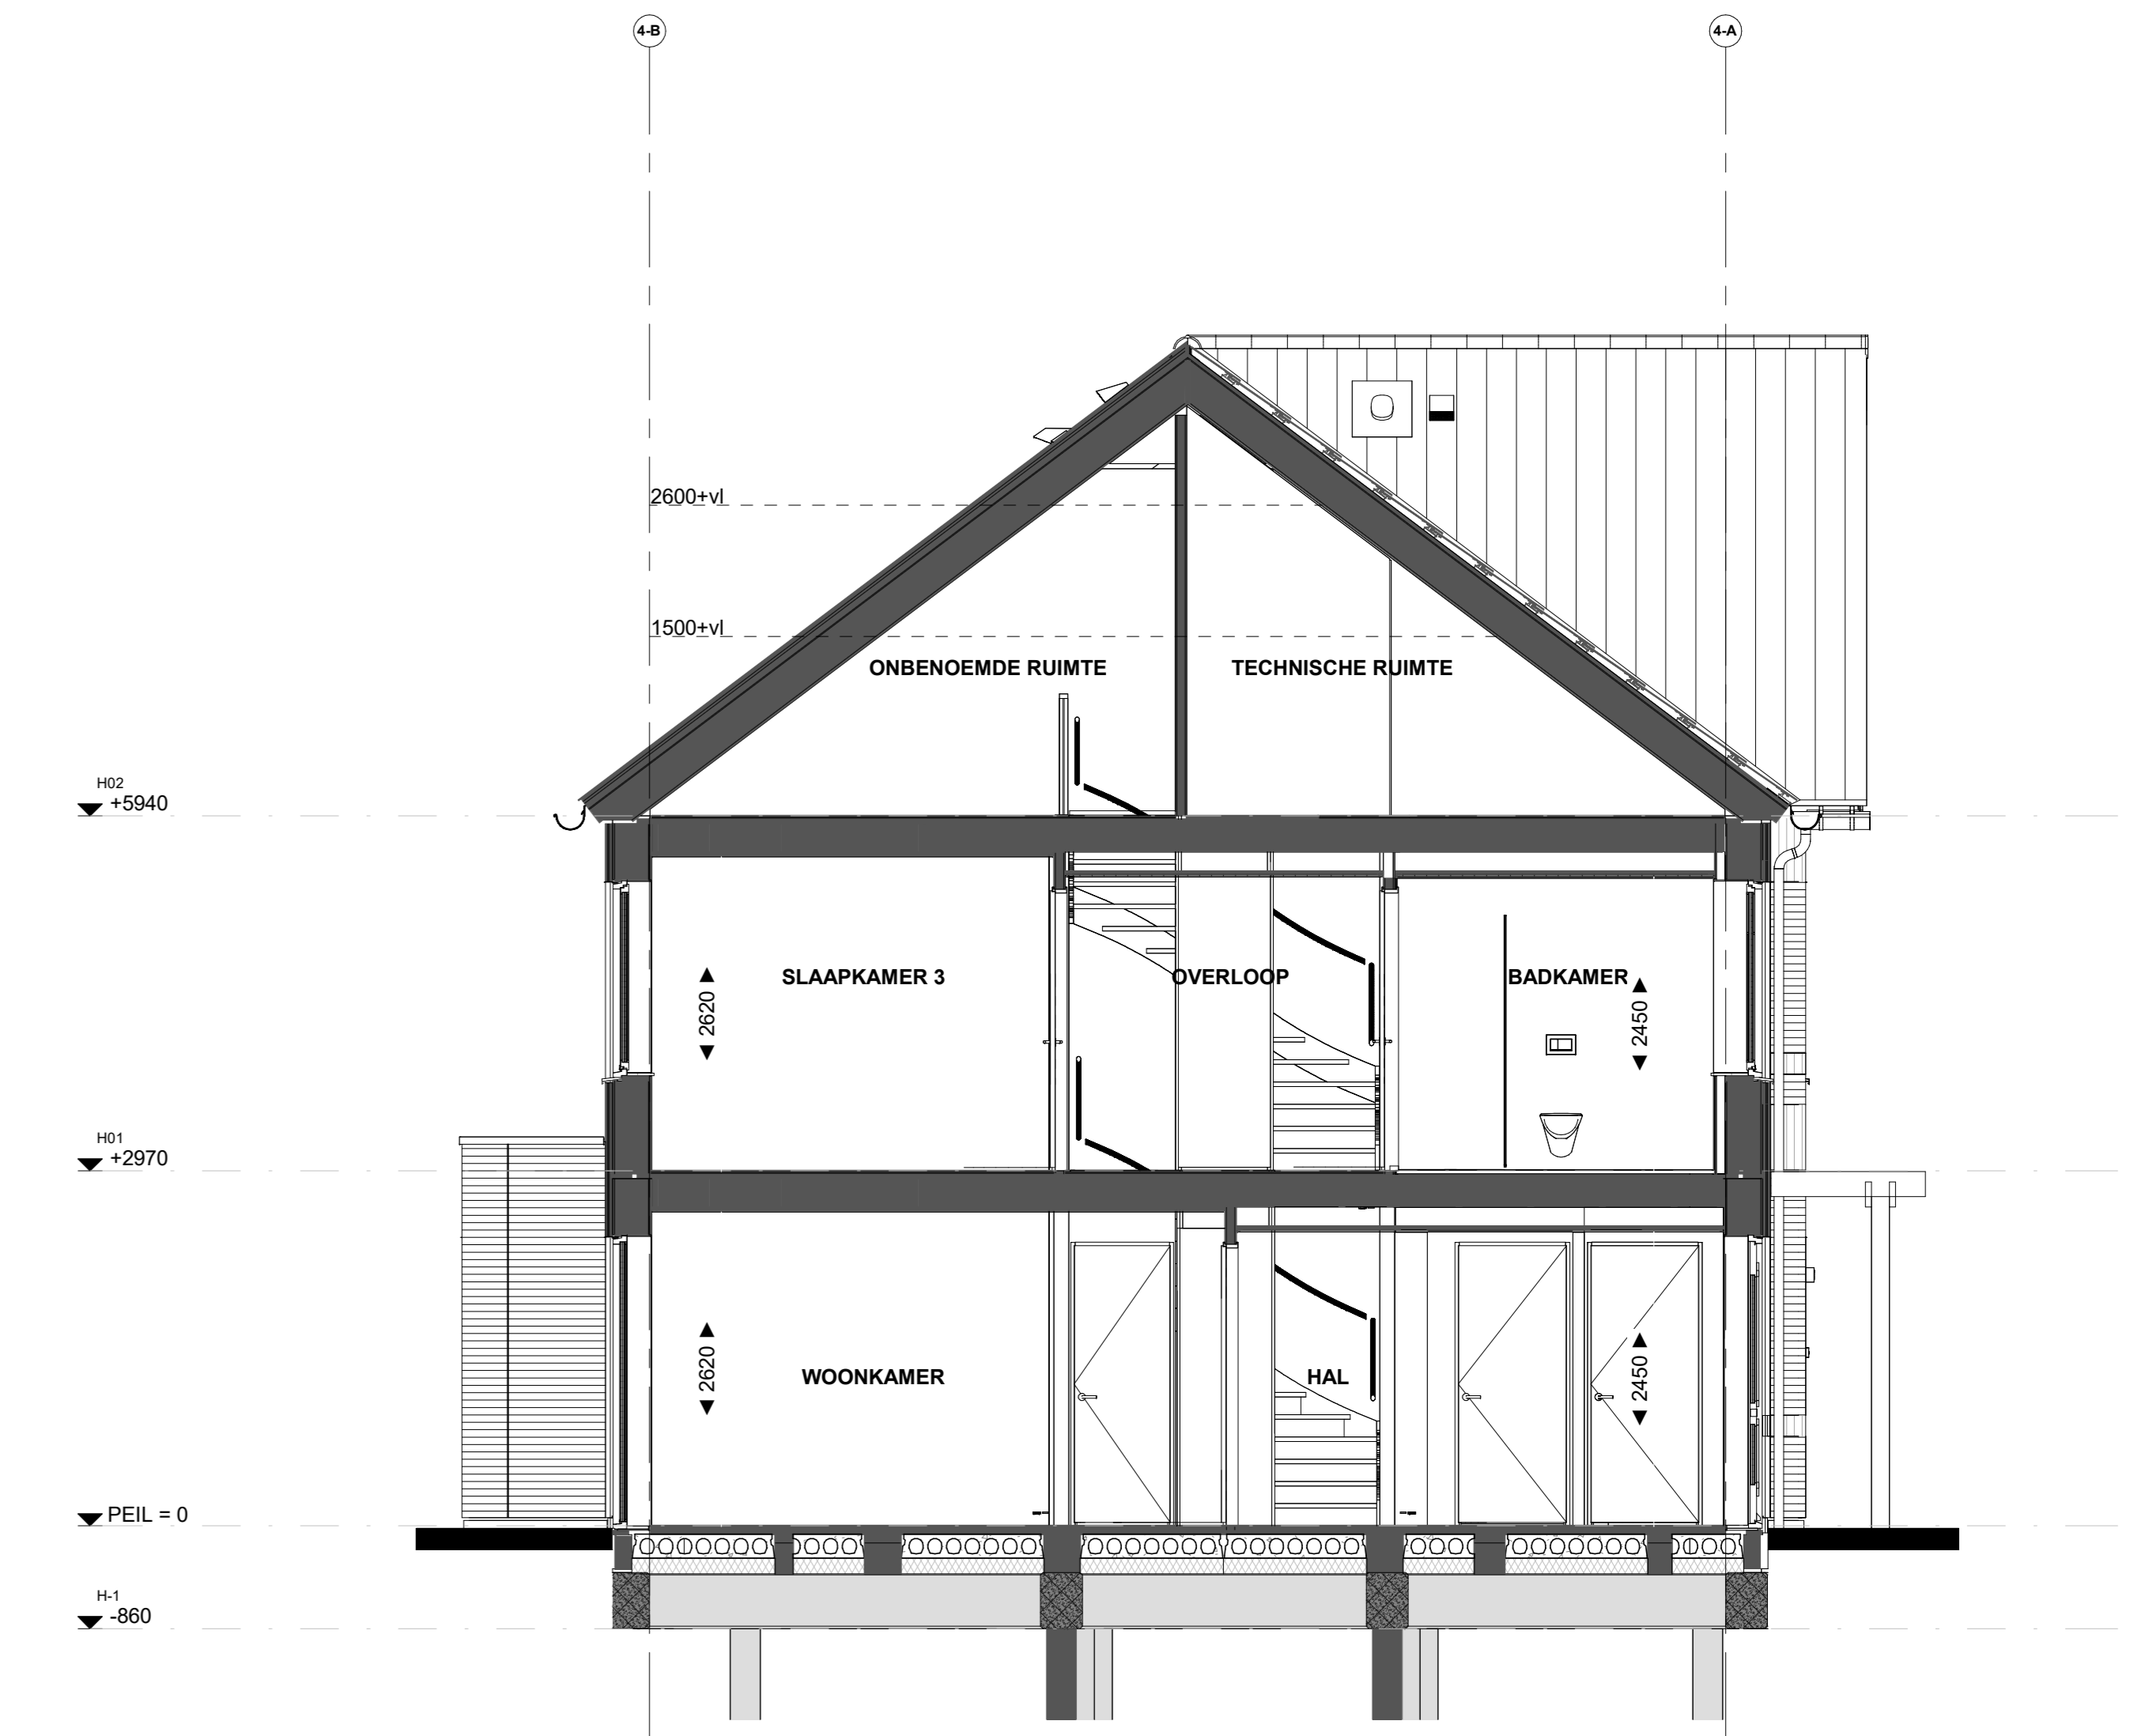 4-B
4-A
2600+vl
1500+vl
ONBENOEMDE RUIMTE
TECHNISCHE RUIMTE
H02
+5940
SLAAPKAMER 3
OVERLOOP
BADKAMER
2620
2450
H01
+2970
WOONKAMER
HAL
2620
2450
PEIL = 0
H-1
-860